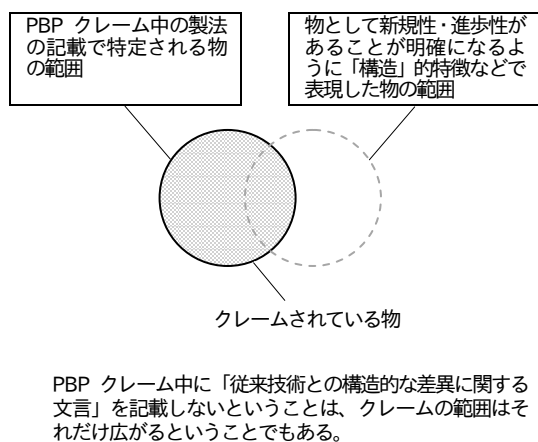 PBP クレーム中の製法
の記載で特定される物
の範囲
物として新規性・進歩性が
あることが明確になるよ
うに「構造」的特徴などで
表現した物の範囲
クレームされている物
PBP クレーム中に「従来技術との構造的な差異に関する
文言」を記載しないということは、クレームの範囲はそ
れだけ広がるということでもある。